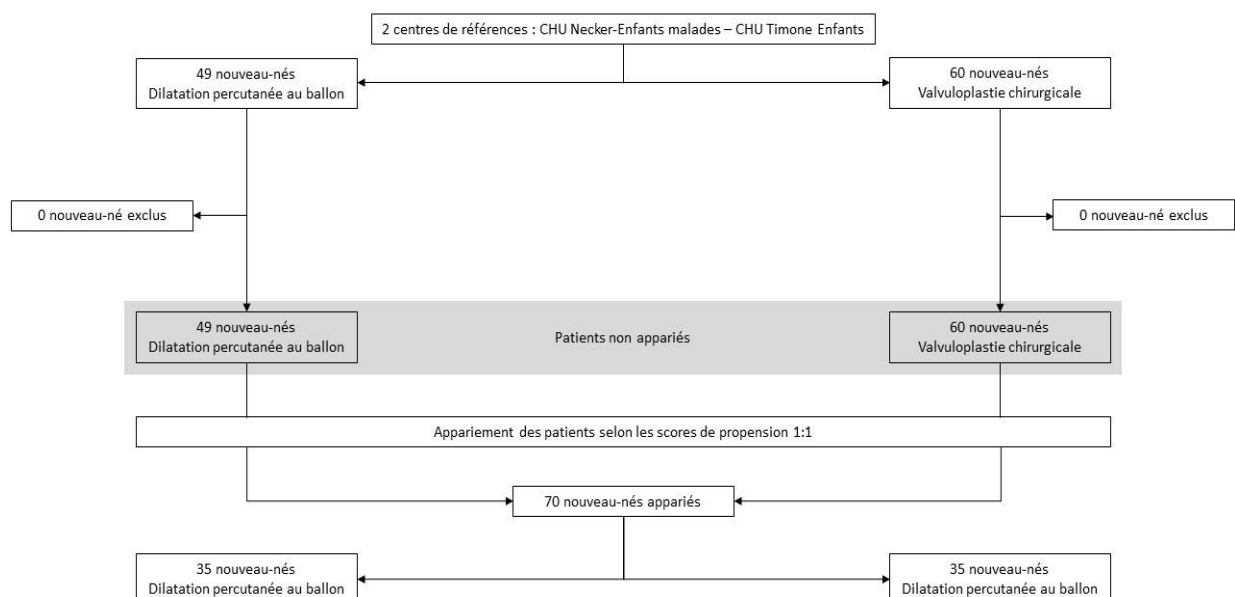 2 centres de références : CHU Necker-Enfants malades – CHU Timone Enfants
49 nouveau-nés
Dilatation percutanée au ballon
60 nouveau-nés
Valvuloplastie chirurgicale
0 nouveau-né exclus
0 nouveau-né exclus
49 nouveau-nés
Dilatation percutanée au ballon
Patients non appariés
60 nouveau-nés
Valvuloplastie chirurgicale
Appariement des patients selon les scores de propension 1:1
70 nouveau-nés appariés
35 nouveau-nés
Dilatation percutanée au ballon
35 nouveau-nés
Dilatation percutanée au ballon